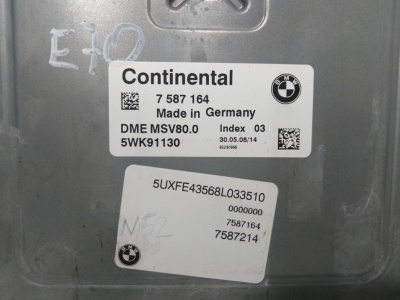 E70
Continental
BMW
7 587 164
Made in Germany
DME MSV80.0 Index 03
5WK91130 30.05.08/14
5UXFE43568L033510
0000000
7587164
7587214